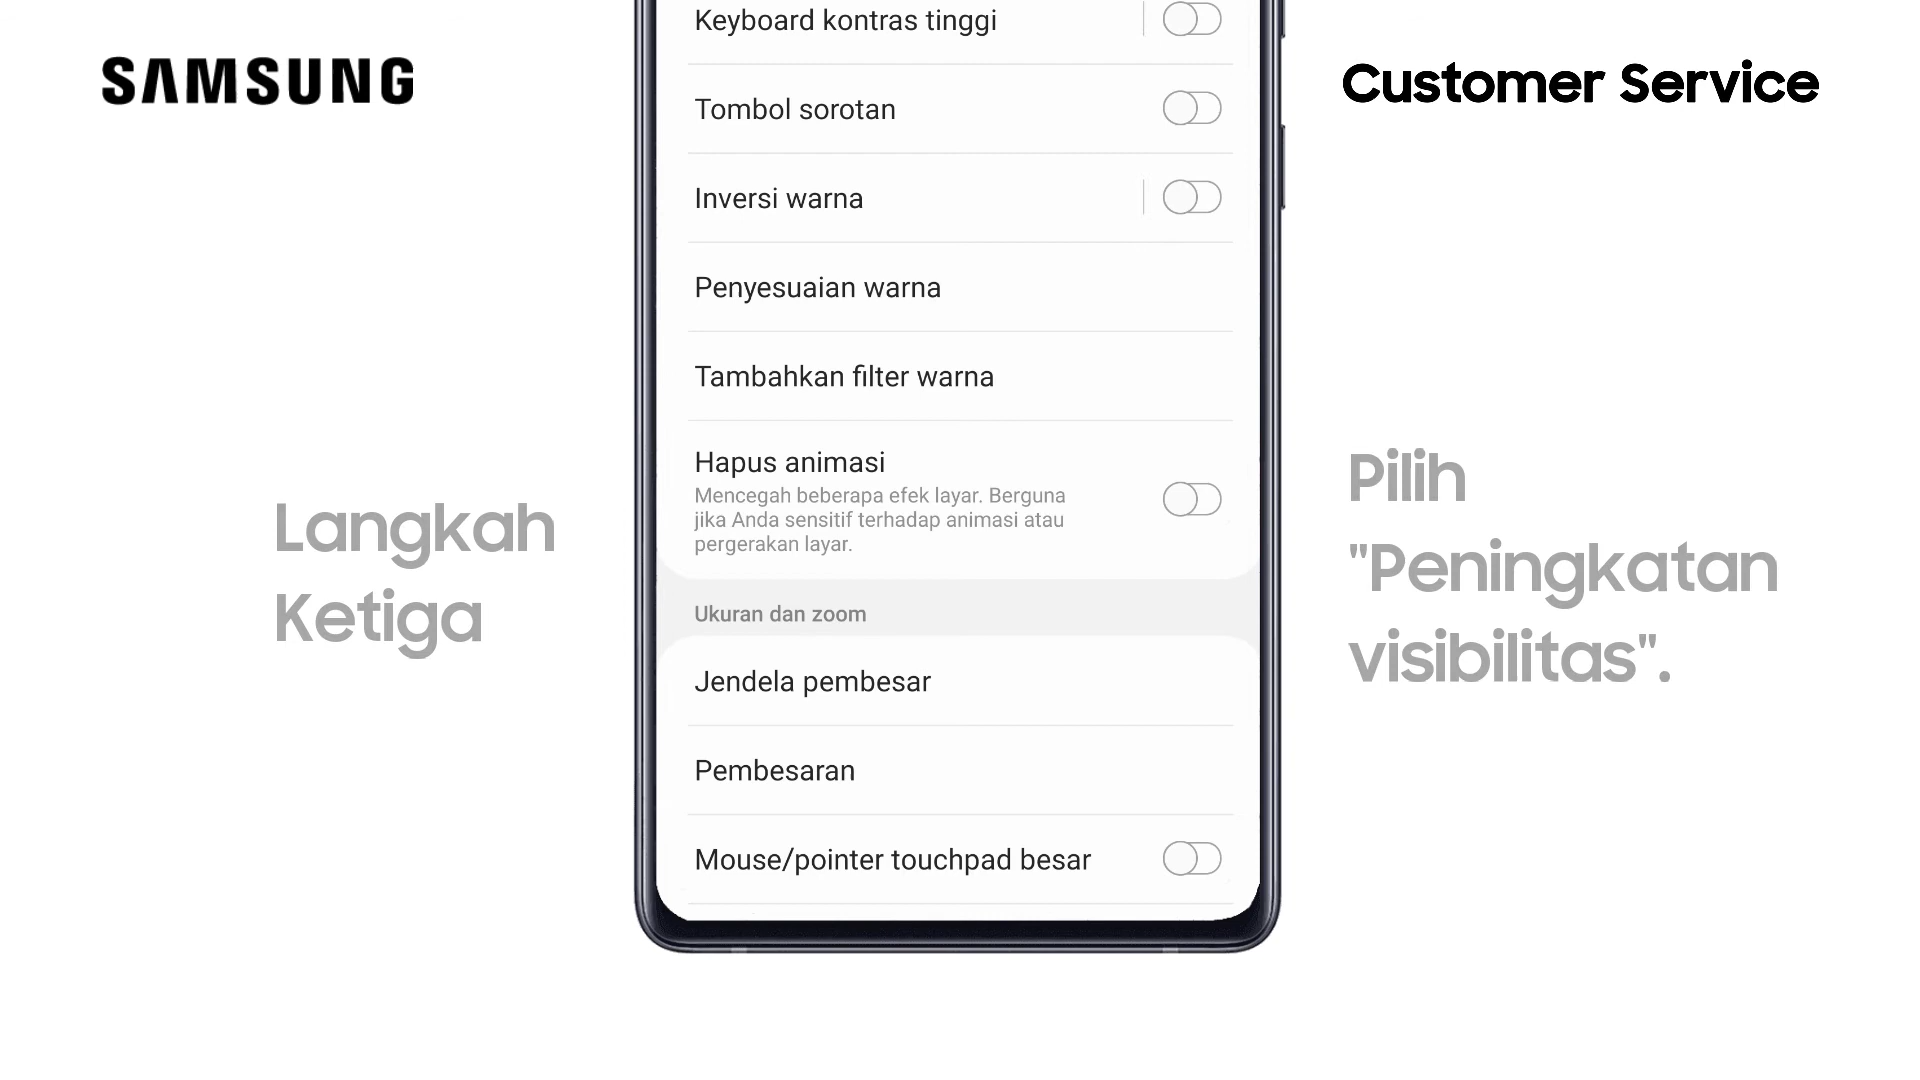 SAMSUNG
Customer Service
Keyboard kontras tinggi
Tombol sorotan
Inversi warna
Penyesuaian warna
Tambahkan filter warna
Hapus animasi
Mencegah beberapa efek layar. Berguna
jika Anda sensitif terhadap animasi atau
pergerakan layar.
Ukuran dan zoom
Jendela pembesar
Pembesaran
Mouse/pointer touchpad besar
Langkah
Ketiga
Pilih
"Peningkatan
visibilitas".